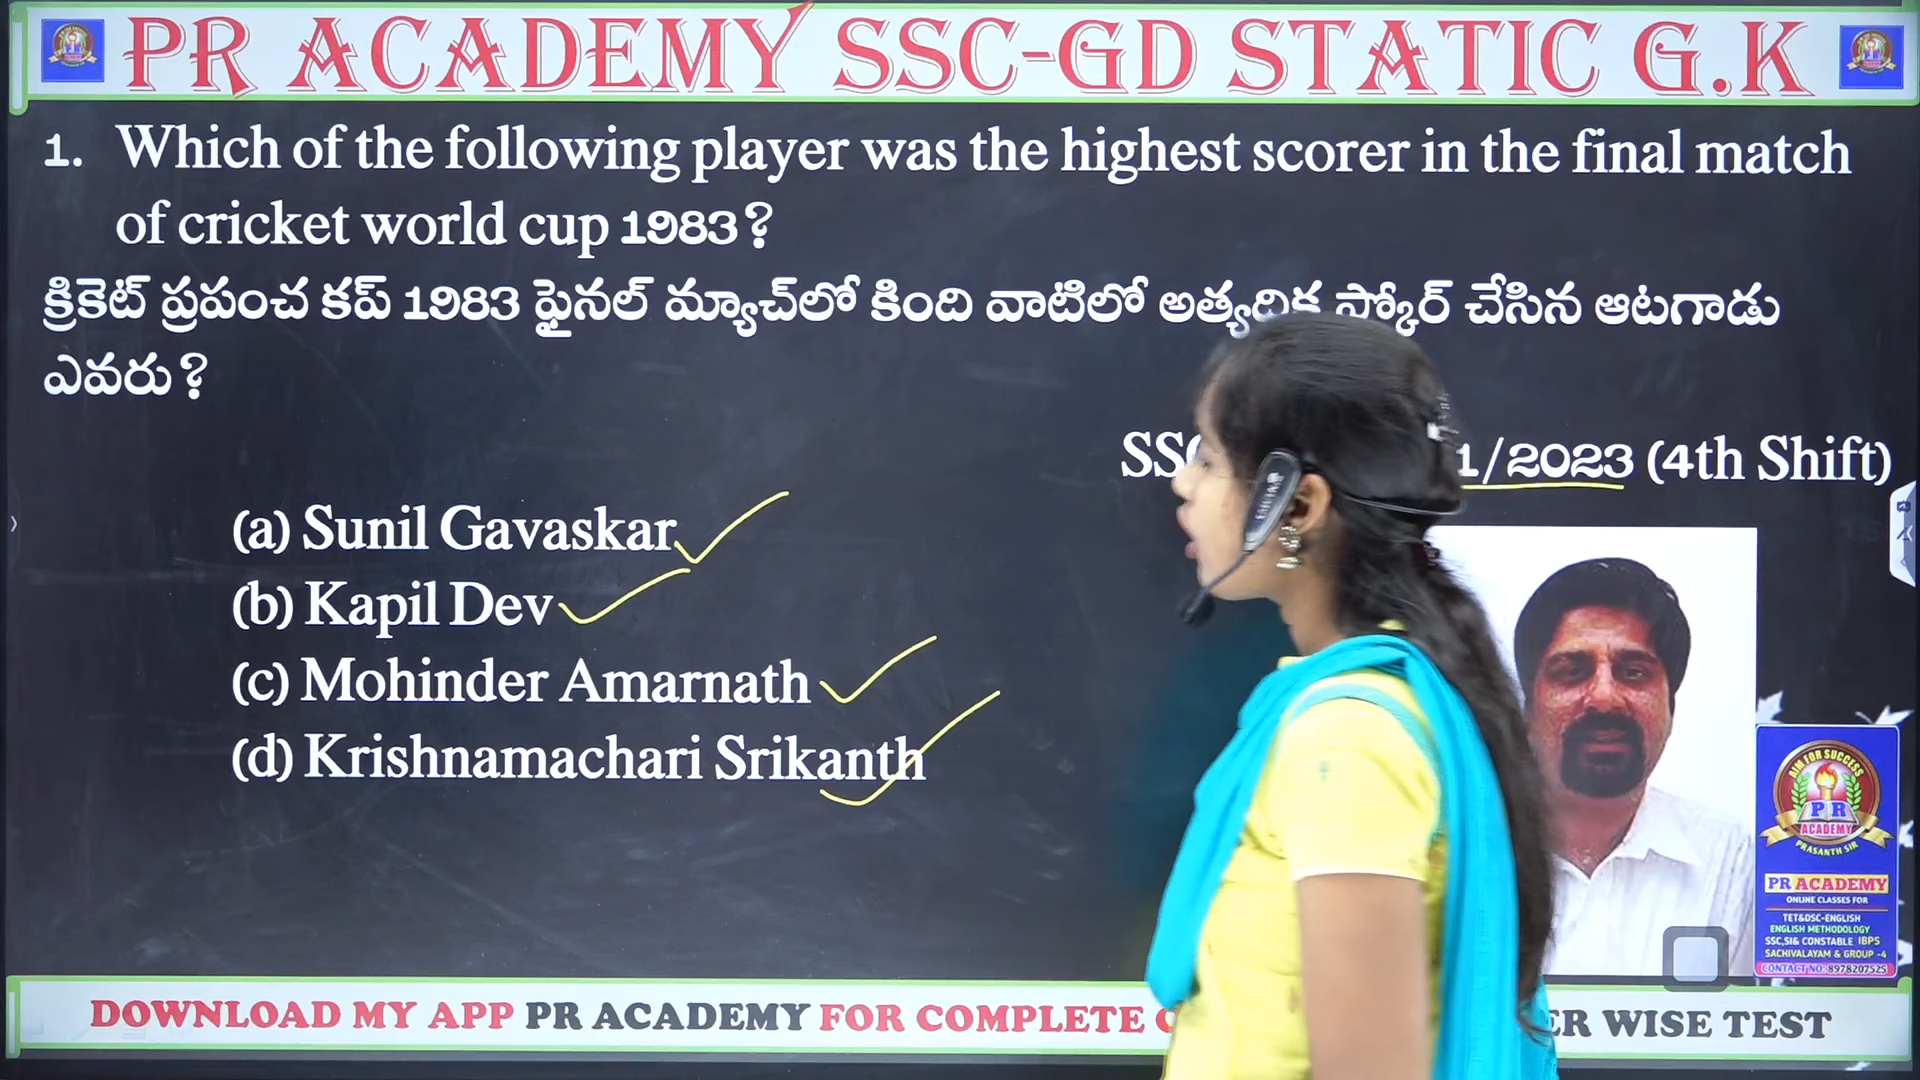 PR ACADEMY SSC-GD STATIC G.K
1. Which of the following player was the highest scorer in the final match
of cricket world cup 1983?
క్రికెట్ ప్రపంచ కప్ 1983 ఫైనల్ మ్యాచ్‌లో కింది వాటిలో అత్యధిక స్కోర్ చేసిన ఆటగాడు
ఎవరు?
1/2023 (4th Shift)
(a) Sunil Gavaskar
(b) Kapil Dev
(c) Mohinder Amarnath
(d) Krishnamachari Srikanth
AIM FOR SUCCESS
PR
ACADEMY
PRASANTH SIR
PR ACADEMY
ONLINE CLASSES FOR
TET&DSC-ENGLISH
ENGLISH METHODOLOGY
SSC,SI& CONSTABLE IBPS
SACHIVALAYAM & GROUP -4
CONTACT NO: 8978207525
DOWNLOAD MY APP PR ACADEMY FOR COMPLETE WISE TEST